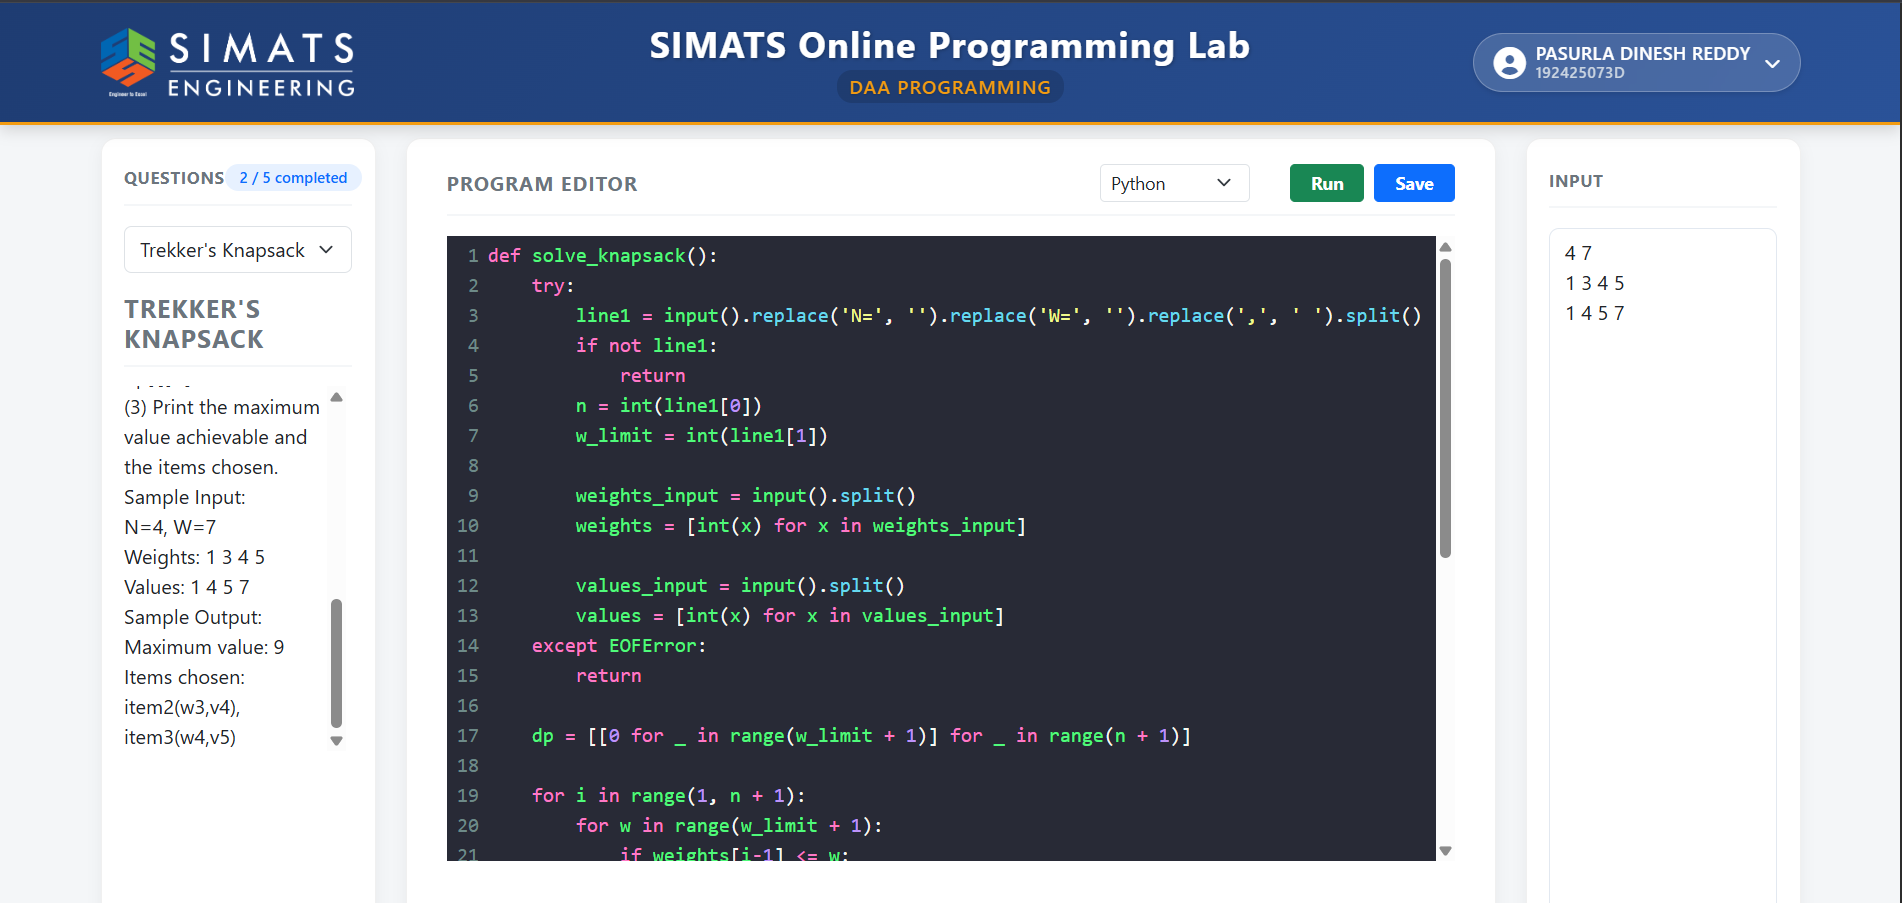 SIMATS
ENGINEERING
Engineer to Excel
SIMATS Online Programming Lab
DAA PROGRAMMING
PASURLA DINESH REDDY
192425073D
QUESTIONS
2 / 5 completed
Trekker's Knapsack
TREKKER'S
KNAPSACK
(3) Print the maximum
value achievable and
the items chosen.
Sample Input:
N=4, W=7
Weights: 1 3 4 5
Values: 1 4 5 7
Sample Output:
Maximum value: 9
Items chosen:
item2(w3,v4),
item3(w4,v5)
PROGRAM EDITOR
Python
Run
Save
1 def solve_knapsack():
2     try:
3         line1 = input().replace('N=', '').replace('W=', '').replace(',', ' ').split()
4         if not line1:
5             return
6         n = int(line1[0])
7         w_limit = int(line1[1])
8
9         weights_input = input().split()
10         weights = [int(x) for x in weights_input]
11
12         values_input = input().split()
13         values = [int(x) for x in values_input]
14     except EOFError:
15         return
16
17     dp = [[0 for _ in range(w_limit + 1)] for _ in range(n + 1)]
18
19     for i in range(1, n + 1):
20         for w in range(w_limit + 1):
21             if weights[i-1] <= w:
INPUT
4 7
1 3 4 5
1 4 5 7